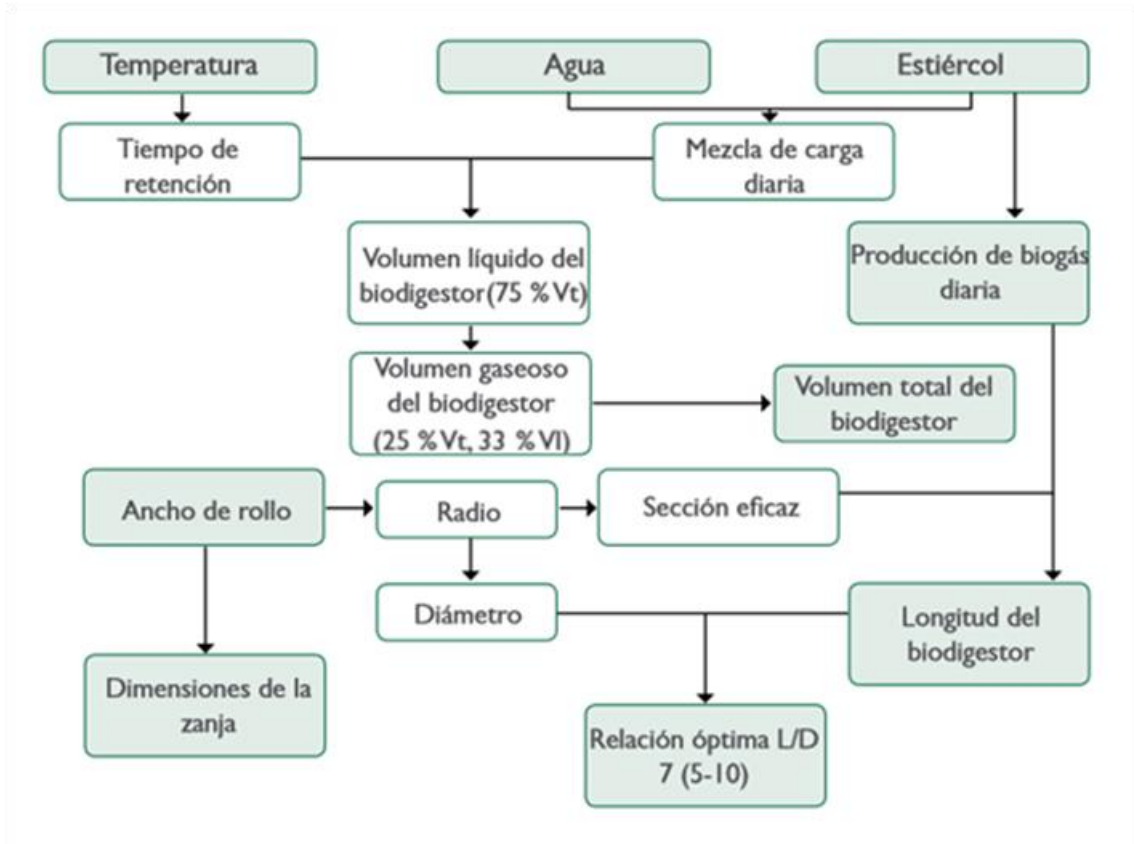 Temperatura
Agua
Estiércol
Tiempo de
retención
Mezcla de carga
diaria
Volumen líquido del
biodigestor(75 % Vt)
Producción de biogás
diaria
Volumen gaseoso
del biodigestor
(25 % Vt, 33 % Vl)
Volumen total del
biodigestor
Ancho de rollo
Radio
Sección eficaz
Diámetro
Longitud del
biodigestor
Dimensiones de la
zanja
Relación óptima L/D
7 (5-10)